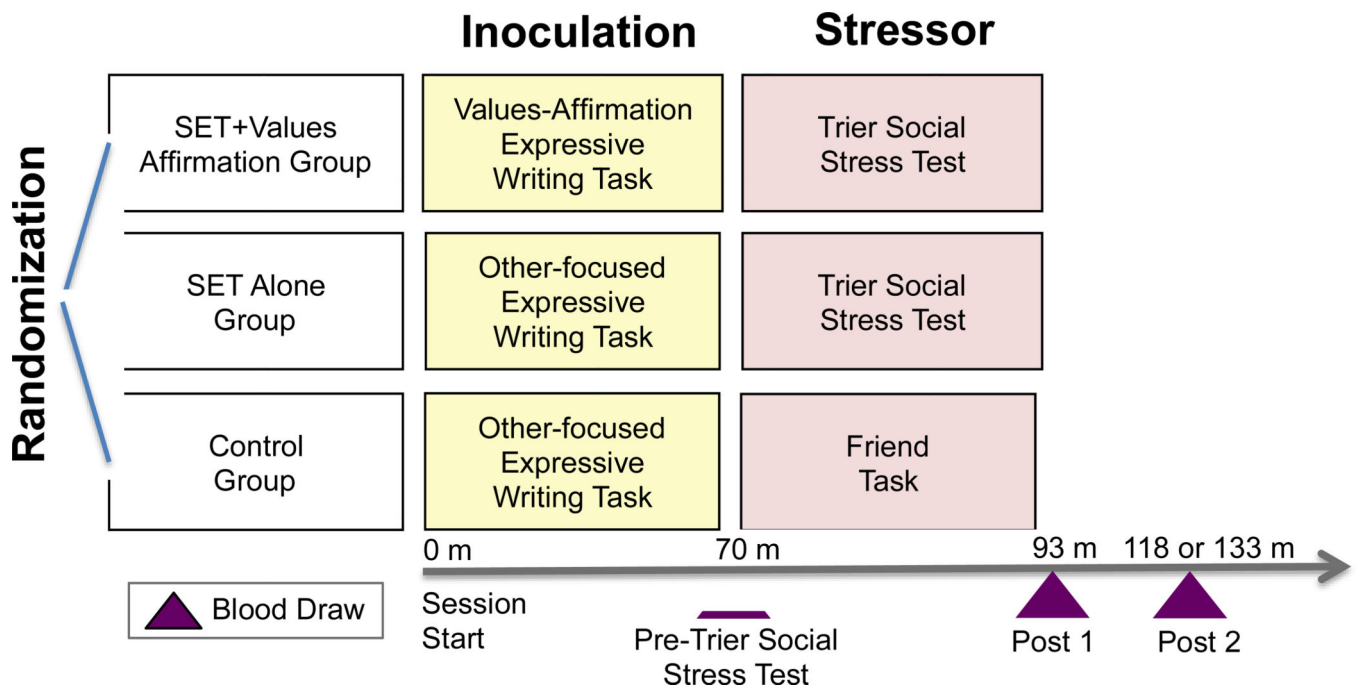 Inoculation
Stressor
Randomization
SET+Values
Affirmation Group
Values-Affirmation
Expressive
Writing Task
Trier Social
Stress Test
SET Alone
Group
Other-focused
Expressive
Writing Task
Trier Social
Stress Test
Control
Group
Other-focused
Expressive
Writing Task
Friend
Task
0 m
70 m
93 m
118 or 133 m
Blood Draw
Session
Start
Pre-Trier Social
Stress Test
Post 1
Post 2